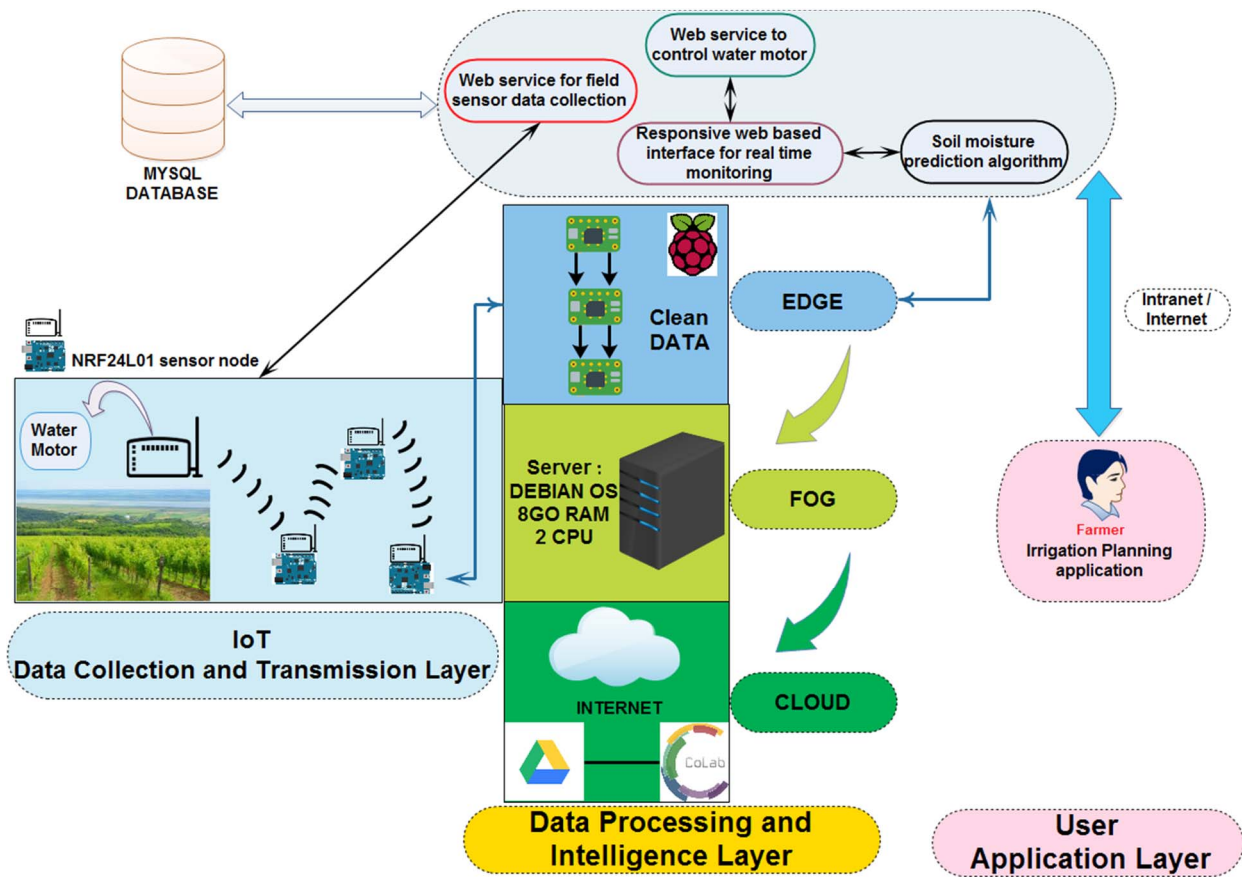 Web service to
control water motor
Web service for field
sensor data collection
Responsive web based
interface for real time
monitoring
Soil moisture
prediction algorithm
MYSQL
DATABASE
Clean
DATA
EDGE
Intranet /
Internet
NRF24L01 sensor node
Water
Motor
Server :
DEBIAN OS
8GO RAM
2 CPU
FOG
Farmer
Irrigation Planning
application
IoT
Data Collection and Transmission Layer
INTERNET
CLOUD
CoLab
Data Processing and
Intelligence Layer
User
Application Layer